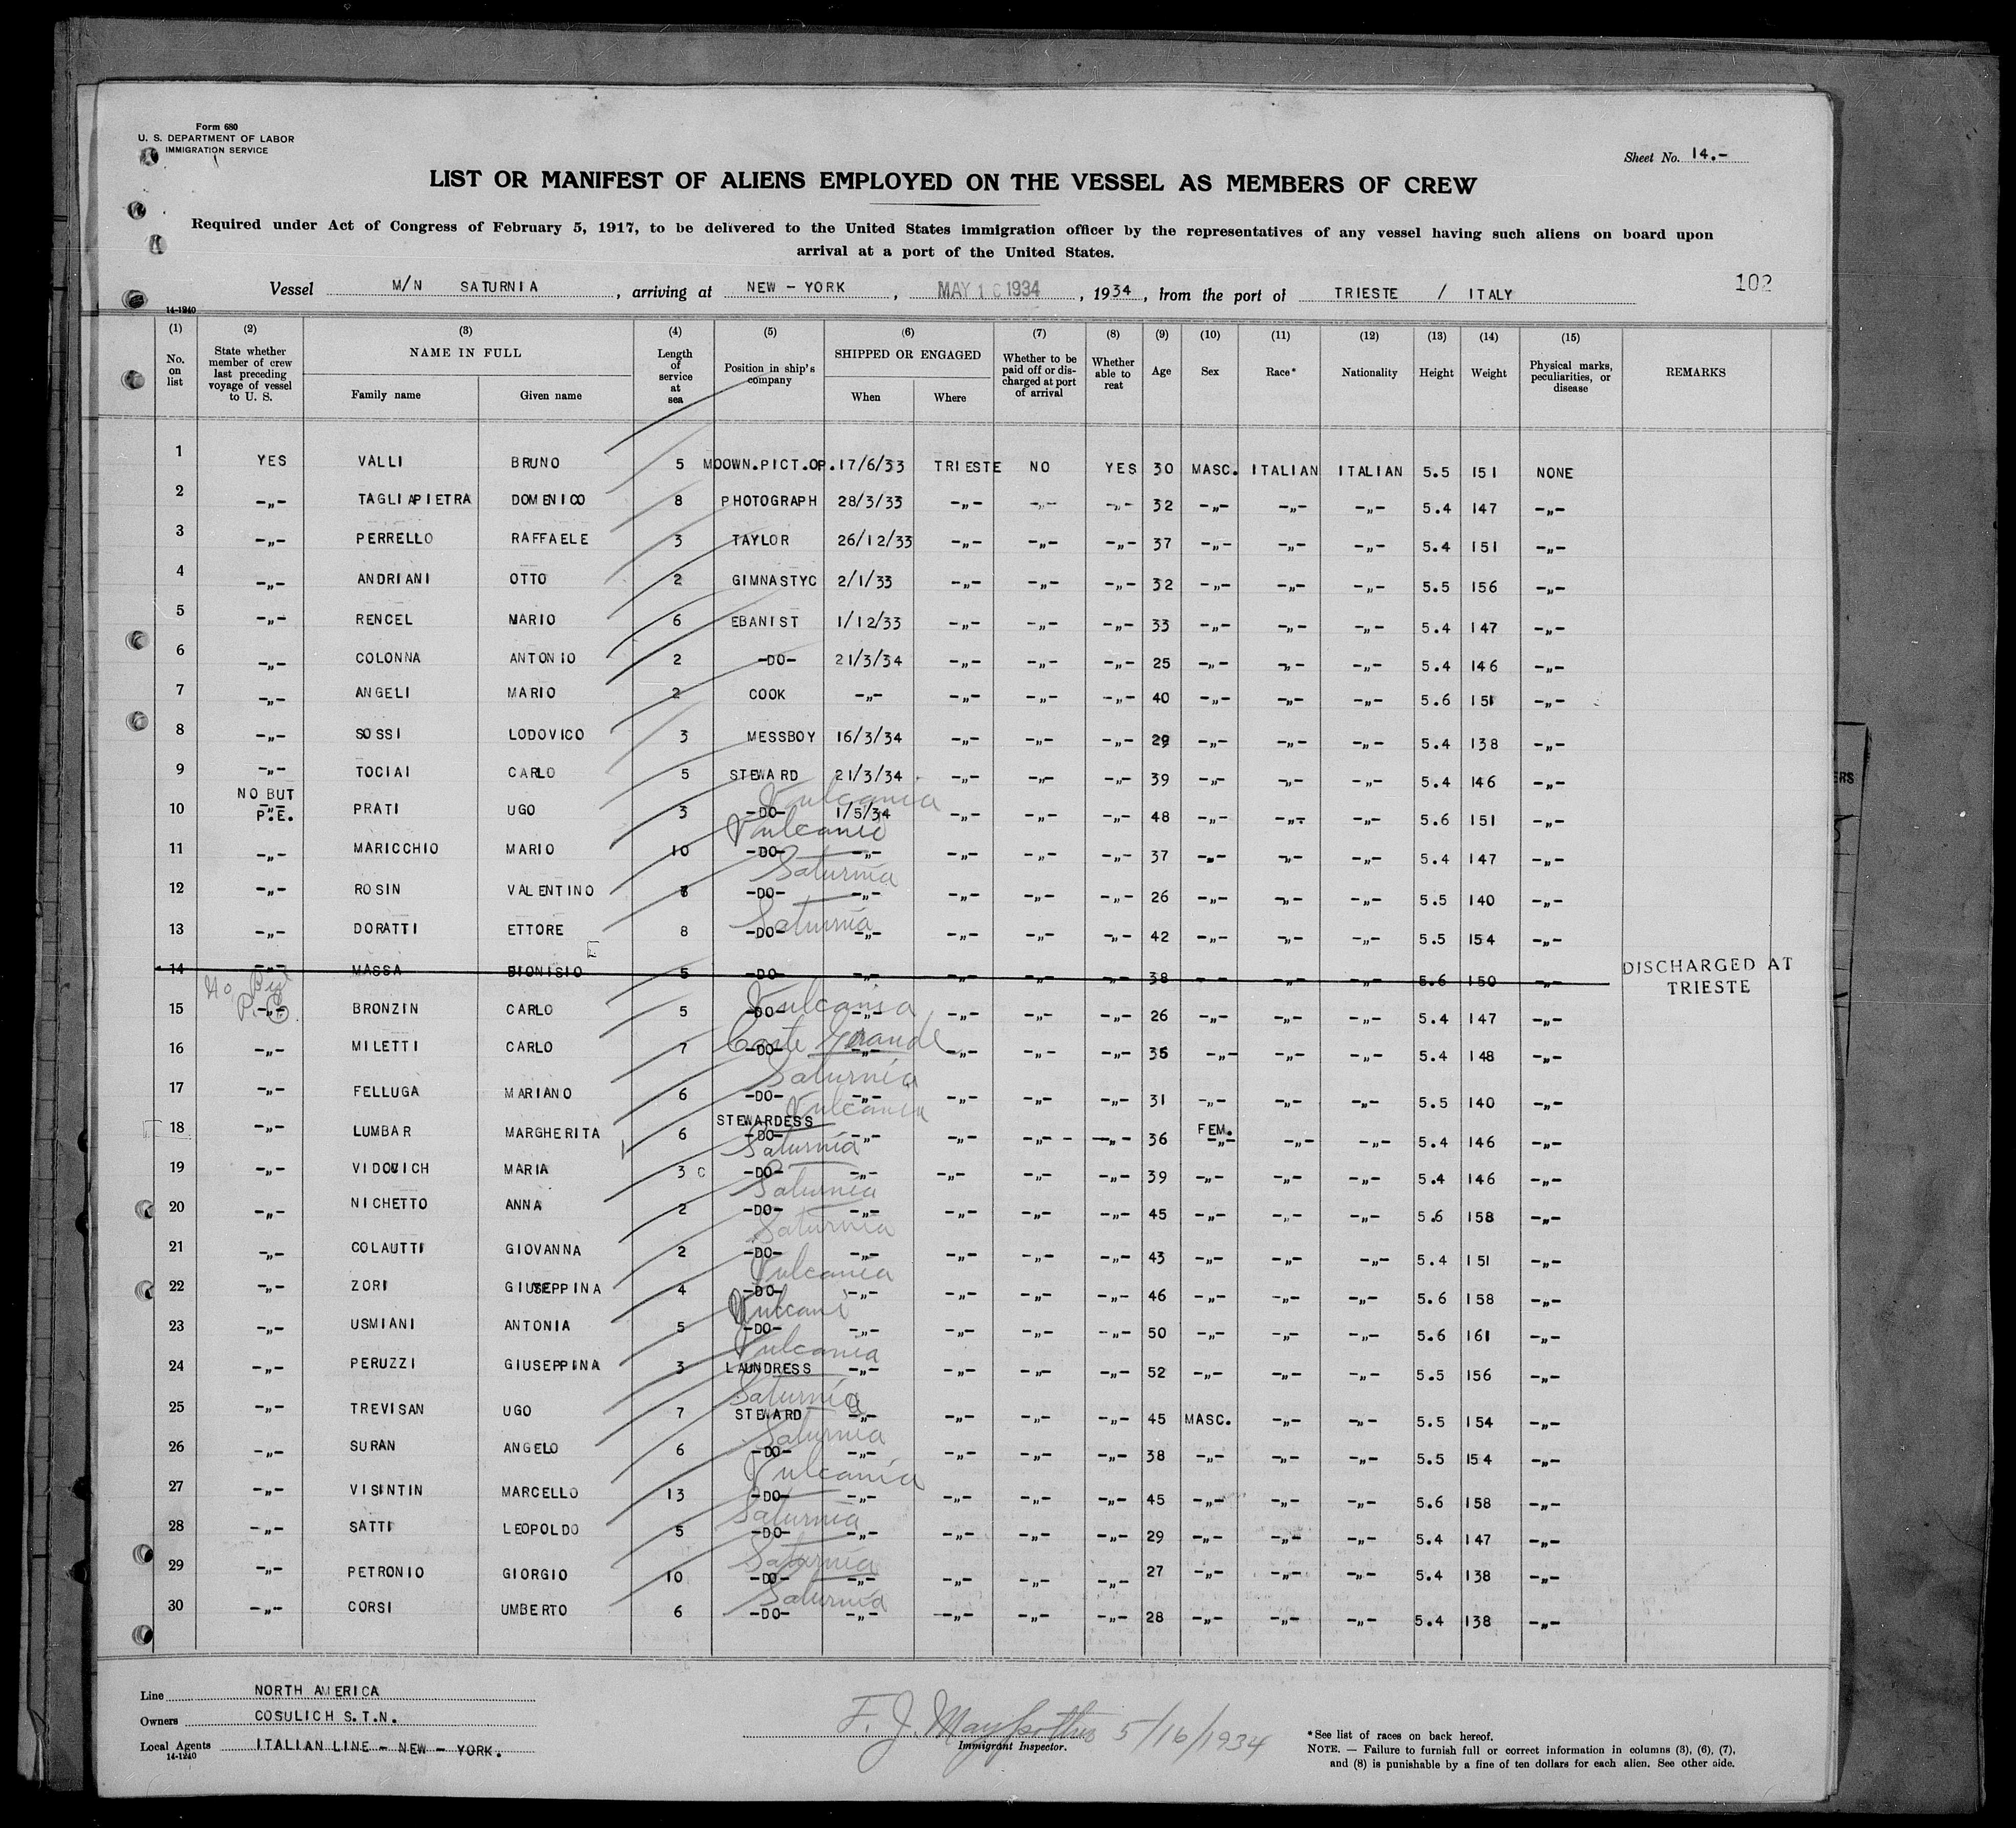 Form 680
U. S. DEPARTMENT OF LABOR
IMMIGRATION SERVICE
Sheet No. 14.-
LIST OR MANIFEST OF ALIENS EMPLOYED ON THE VESSEL AS MEMBERS OF CREW
Required under Act of Congress of February 5, 1917, to be delivered to the United States immigration officer by the representatives of any vessel having such aliens on board upon
arrival at a port of the United States.
102
Vessel M/N SATURNIA, arriving at NEW-YORK, MAY 1 1934, 1934, from the port of TRIESTE / ITALY
14-1240
(1) (2) (3) (4) (5) (6) (7) (8) (9) (10) (11) (12) (13) (14) (15)
No. on list | State whether member of crew last preceding voyage of vessel to U. S. | NAME IN FULL | Family name | Given name | Length of service at sea | Position in ship's company | SHIPPED OR ENGAGED | When | Where | Whether to be paid off or discharged at port of arrival | Whether able to reat | Age | Sex | Race* | Nationality | Height | Weight | Physical marks, peculiarities, or disease | REMARKS
1 YES VALLI BRUNO 5 MOOWN.PICT.OP. 17/6/33 TRIESTE NO YES 30 MASC. ITALIAN ITALIAN 5.5 151 NONE
2 -„- TAGLIAPIETRA DOMENICO 8 PHOTOGRAPH 28/3/33 -„- -„- -„- 32 -„- -„- -„- 5.4 147 -„-
3 -„- PERRELLO RAFFAELE 3 TAYLOR 26/12/33 -„- -„- -„- 37 -„- -„- -„- 5.4 151 -„-
4 -„- ANDRIANI OTTO 2 GIMNASTYC 2/1/33 -„- -„- -„- 32 -„- -„- -„- 5.5 156 -„-
5 -„- RENCEL MARIO 6 EBANIST 1/12/33 -„- -„- -„- 33 -„- -„- -„- 5.4 147 -„-
6 -„- COLONNA ANTONIO 2 -DO- 21/3/34 -„- -„- -„- 25 -„- -„- -„- 5.4 146 -„-
7 -„- ANGELI MARIO 2 COOK -„- -„- -„- -„- 40 -„- -„- -„- 5.6 151 -„-
8 -„- SOSSI LODOVICO 3 MESSBOY 16/3/34 -„- -„- -„- 29 -„- -„- -„- 5.4 138 -„-
9 -„- TOCIAI CARLO 5 STEWARD 21/3/34 -„- -„- -„- 39 -„- -„- -„- 5.4 146 -„-
NO BUT Vulcania
10 -„- P.E. PRATI UGO 3 -DO- 1/5/34 -„- -„- -„- 48 -„- -„- -„- 5.6 151 -„-
Vulcania
11 -„- MARICCHIO MARIO 10 -DO- -„- -„- -„- -„- 37 -„- -„- -„- 5.4 147 -„-
Saturnia
12 -„- ROSIN VALENTINO -DO- -„- -„- -„- -„- 26 -„- -„- -„- 5.5 140 -„-
Saturnia
13 -„- DORATTI ETTORE 8 -DO- -„- -„- -„- -„- 42 -„- -„- -„- 5.5 154 -„-
E
14 -„- MASSA DIONISIO 5 -DO- -„- -„- -„- -„- 38 -„- -„- -„- 5.6 150 -„- DISCHARGED AT TRIESTE
No But P.E. Vulcania
15 -„- BRONZIN CARLO 5 -DO- -„- -„- -„- -„- 26 -„- -„- -„- 5.4 147 -„-
Conte Grande
16 -„- MILETTI CARLO 7 -DO- -„- -„- -„- -„- 35 -„- -„- -„- 5.4 148 -„-
Saturnia
17 -„- FELLUGA MARIANO 6 -DO- -„- -„- -„- -„- 31 -„- -„- -„- 5.5 140 -„-
Vulcania
18 -„- LUMBAR MARGHERITA 6 STEWARDESS -DO- -„- -„- -„- -„- 36 FEM. -„- -„- -„- 5.4 146 -„-
Saturnia
19 -„- VIDOVICH MARIA 3 C -DO- -„- -„- -„- -„- 39 -„- -„- -„- 5.4 146 -„-
Saturnia
20 -„- NICHETTO ANNA 2 -DO- -„- -„- -„- -„- 45 -„- -„- -„- 5.6 158 -„-
Saturnia
21 -„- COLAUTTI GIOVANNA 2 -DO- -„- -„- -„- -„- 43 -„- -„- -„- 5.4 151 -„-
Vulcania
22 -„- ZORI GIUSEPPINA 4 -DO- -„- -„- -„- -„- 46 -„- -„- -„- 5.6 158 -„-
Vulcani
23 -„- USMIANI ANTONIA 5 -DO- -„- -„- -„- -„- 50 -„- -„- -„- 5.6 161 -„-
Vulcania
24 -„- PERUZZI GIUSEPPINA 3 LAUNDRESS -„- -„- -„- -„- 52 -„- -„- -„- 5.5 156 -„-
Saturnia
25 -„- TREVISAN UGO 7 STEWARD -„- -„- -„- -„- 45 MASC. -„- -„- 5.5 154 -„-
Saturnia
26 -„- SURAN ANGELO 6 -DO- -„- -„- -„- -„- 38 -„- -„- -„- 5.5 154 -„-
Vulcania
27 -„- VISINTIN MARCELLO 13 -DO- -„- -„- -„- -„- 45 -„- -„- -„- 5.6 158 -„-
Saturnia
28 -„- SATTI LEOPOLDO 5 -DO- -„- -„- -„- -„- 29 -„- -„- -„- 5.4 147 -„-
Saturnia
29 -„- PETRONIO GIORGIO 10 -DO- -„- -„- -„- -„- 27 -„- -„- -„- 5.4 138 -„-
Saturnia
30 -„- CORSI UMBERTO 6 -DO- -„- -„- -„- -„- 28 -„- -„- -„- 5.4 138 -„-
Line NORTH AMERICA
Owners COSULICH S.T.N.
Local Agents ITALIAN LINE - NEW - YORK.
14-1240
F. J. 5/16/1934
Immigrant Inspector.
*See list of races on back hereof.
NOTE. — Failure to furnish full or correct information in columns (3), (6), (7),
and (8) is punishable by a fine of ten dollars for each alien. See other side.
ERS